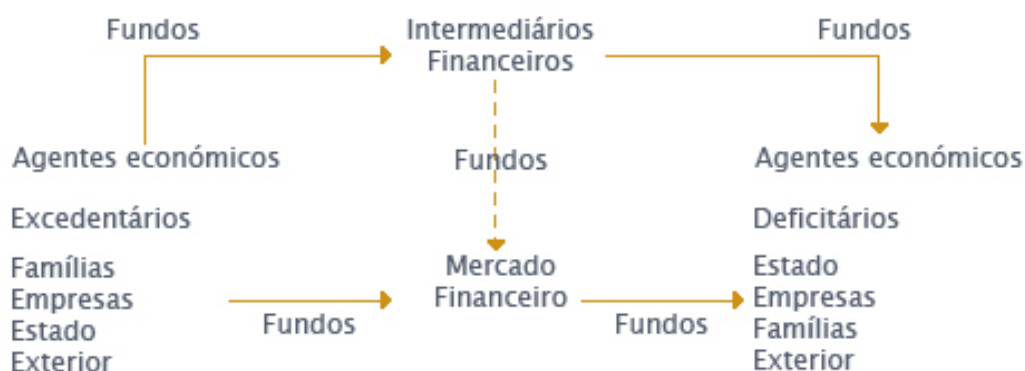 Fundos
Intermediários
Financeiros
Fundos
Agentes económicos
Fundos
Agentes económicos
Excedentários
Deficitários
Famílias
Empresas
Estado
Exterior
Fundos
Mercado
Financeiro
Fundos
Estado
Empresas
Famílias
Exterior